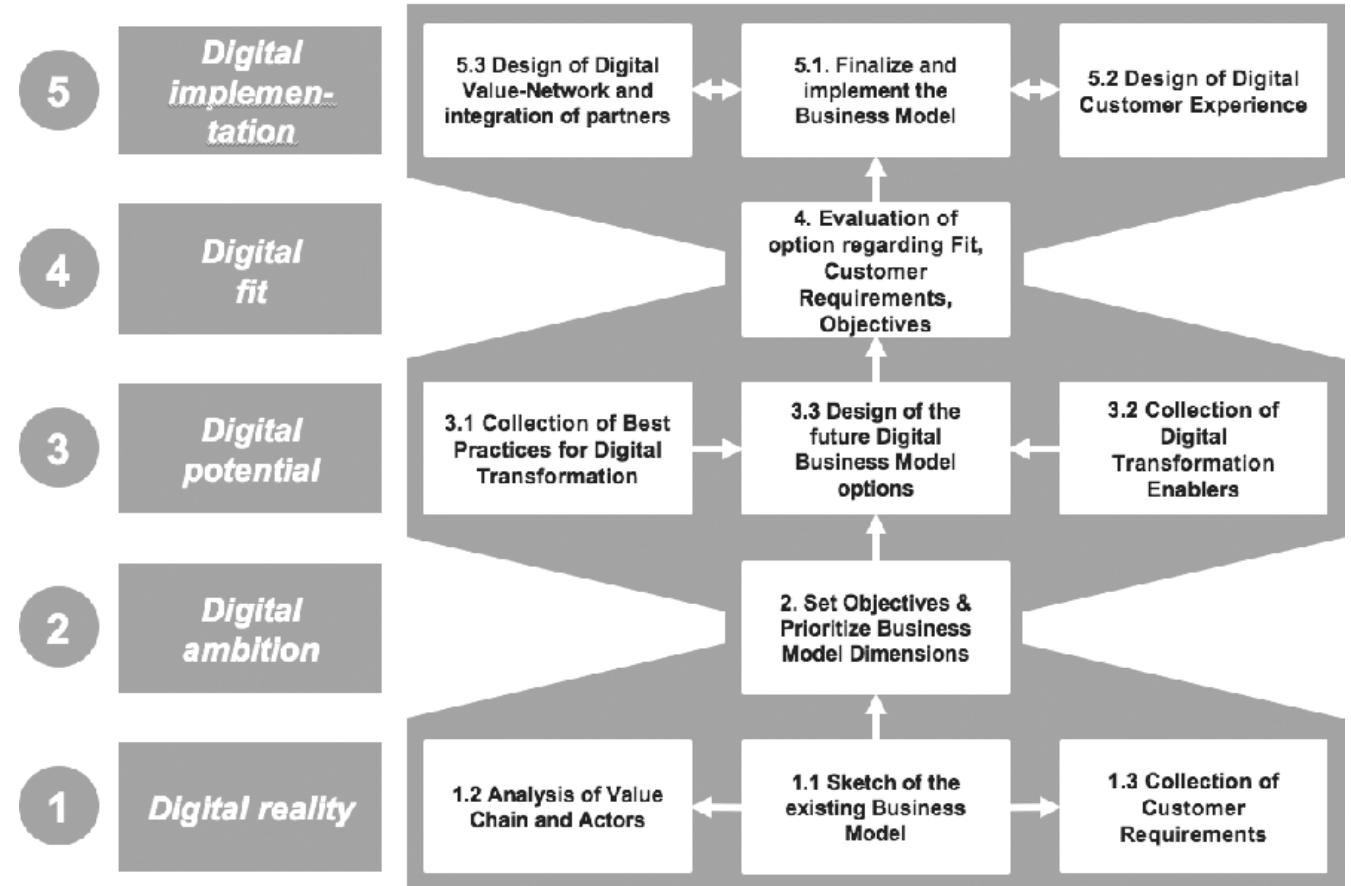 5
Digital
implemen-
tation
5.3 Design of Digital
Value-Network and
integration of partners
5.1. Finalize and
implement the
Business Model
5.2 Design of Digital
Customer Experience
4
Digital
fit
4. Evaluation of
option regarding Fit,
Customer
Requirements,
Objectives
3
Digital
potential
3.1 Collection of Best
Practices for Digital
Transformation
3.3 Design of the
future Digital
Business Model
options
3.2 Collection of
Digital
Transformation
Enablers
2
Digital
ambition
2. Set Objectives &
Prioritize Business
Model Dimensions
1
Digital reality
1.2 Analysis of Value
Chain and Actors
1.1 Sketch of the
existing Business
Model
1.3 Collection of
Customer
Requirements